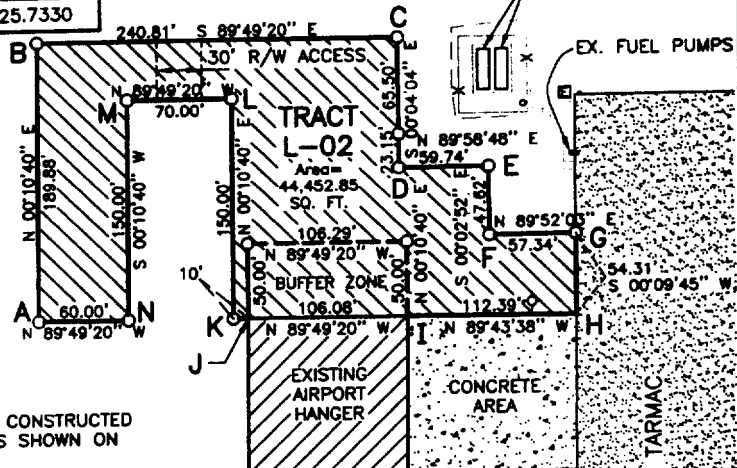 25.7330
B
240.81'
S 89°49'20" E
C
30' R/W ACCESS
EX. FUEL PUMPS
N 89°49'20" W
70.00'
M
L
TRACT
L-02
Area=
44,452.85
SQ. FT.
65.50'
S 00°04'04" E
23.15'
N 89°58'48" E
59.74'
D
E
N 00°10'40" E
189.88'
150.00'
S 00°10'40" W
150.00'
N 00°10'40" E
47.62'
S 00°02'52" E
N 89°52'03" E
57.34'
F
G
106.29'
N 89°49'20" W
10'
50.00'
BUFFER ZONE
50.00'
N 00°10'40" E
54.31'
S 00°09'45" W
A
60.00'
N 89°49'20" W
N
K
J
106.08'
N 89°49'20" W
I
112.39'
N 89°43'38" W
H
EXISTING
AIRPORT
HANGER
CONCRETE
AREA
TARMAC
CONSTRUCTED
S SHOWN ON